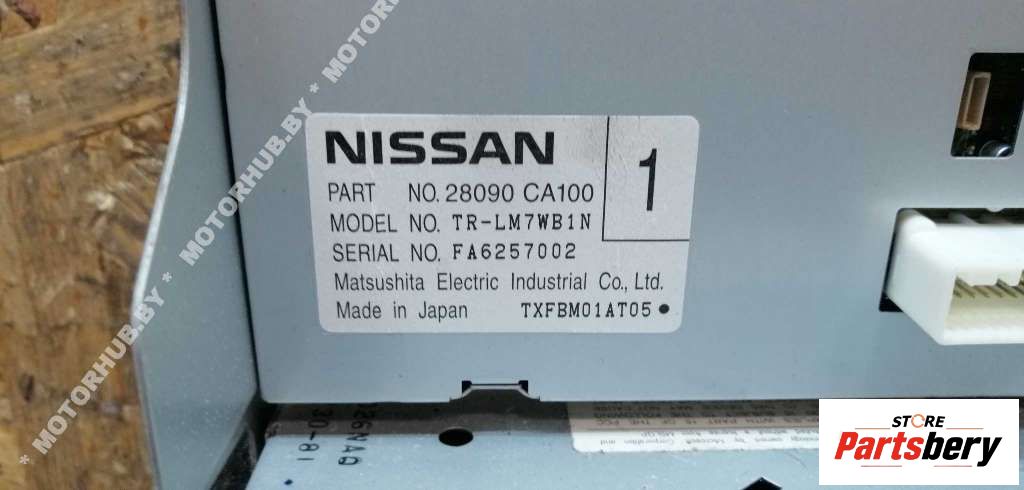 NISSAN
1
PART NO. 28090 CA100
MODEL NO. TR-LM7WB1N
SERIAL NO. FA6257002
Matsushita Electric Industrial Co., Ltd.
Made in Japan TXFBM01AT05
* MOTORHUB.BY * MOTORHUB.BY * MOTORHUB.BY *
STORE
Partsbery